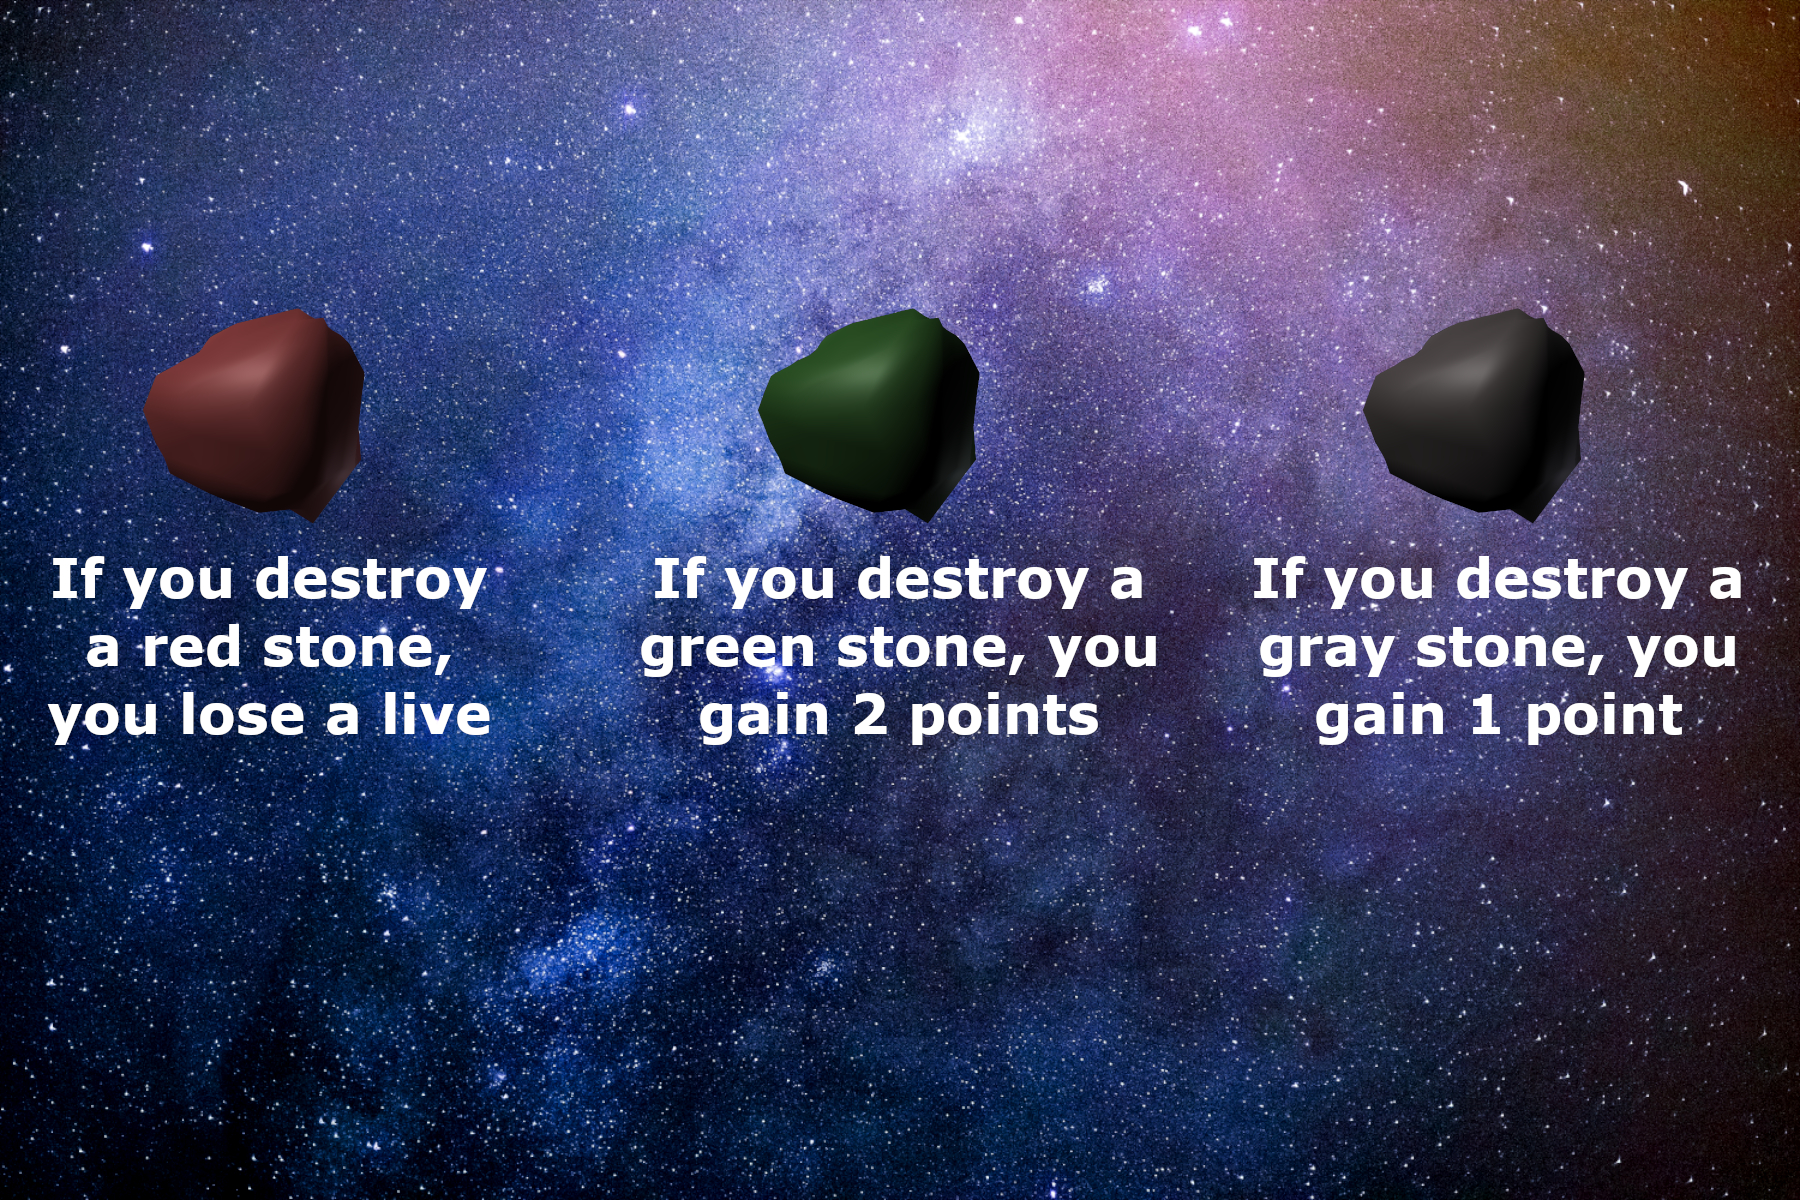 If you destroy
a red stone,
you lose a live
If you destroy a
green stone, you
gain 2 points
If you destroy a
gray stone, you
gain 1 point